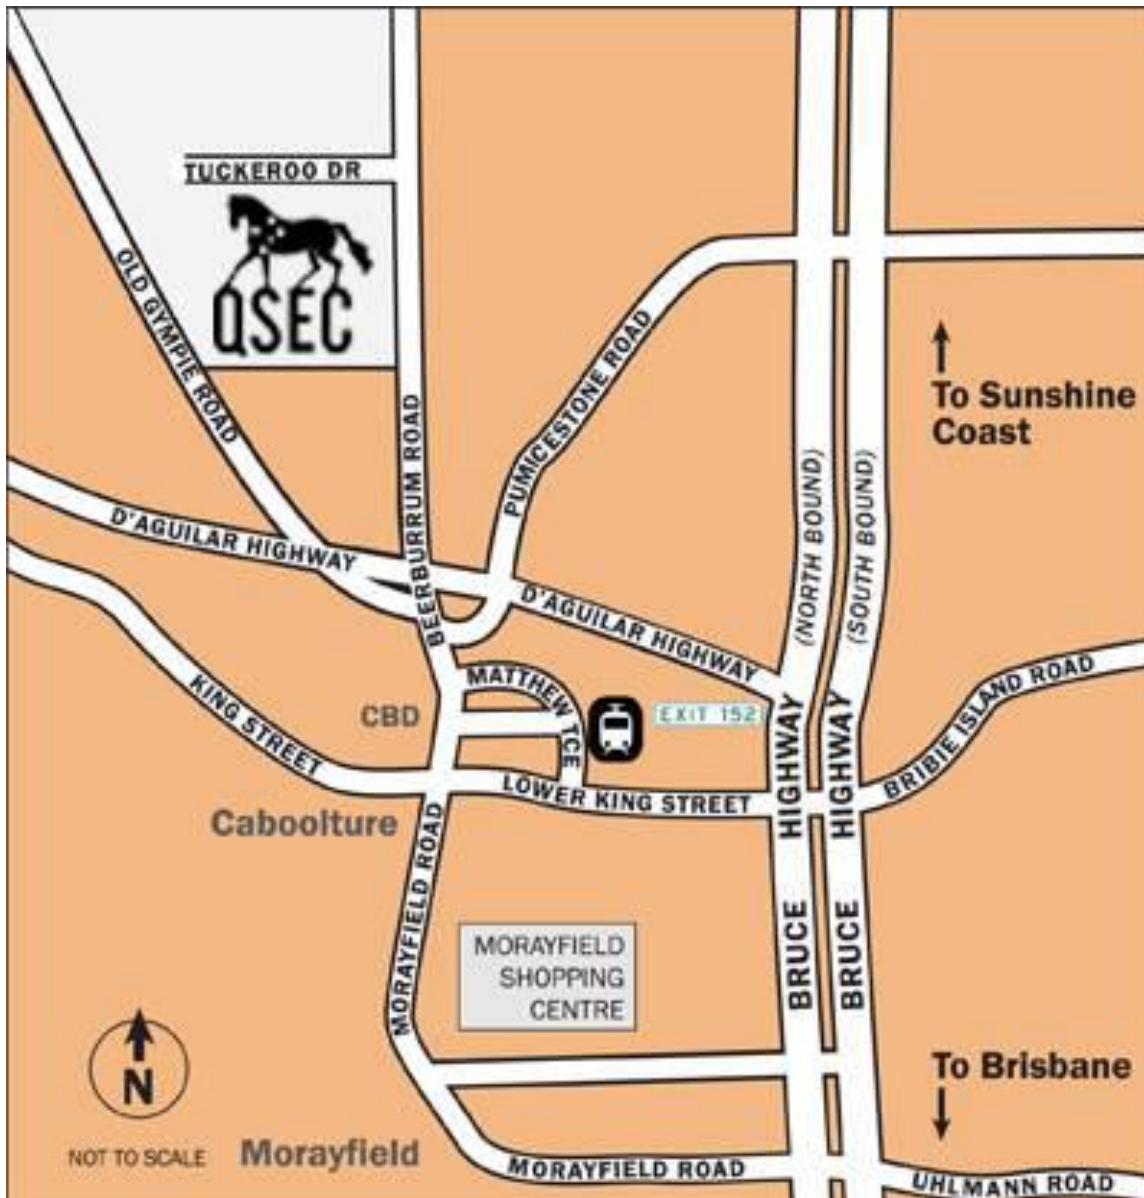 TUCKEROO DR
QSEC
OLD GYMPIE ROAD
BEERBURRUM ROAD
PUMICESTONE ROAD
To Sunshine
Coast
(NORTH BOUND)
(SOUTH BOUND)
D'AGUILAR HIGHWAY
D'AGUILAR HIGHWAY
MATTHEW TCE
KING STREET
CBD
EXIT 152
BRIBIE ISLAND ROAD
LOWER KING STREET
BRUCE HIGHWAY
BRUCE HIGHWAY
Caboolture
MORAYFIELD ROAD
MORAYFIELD
SHOPPING
CENTRE
N
NOT TO SCALE
To Brisbane
Morayfield
MORAYFIELD ROAD
UHLMANN ROAD